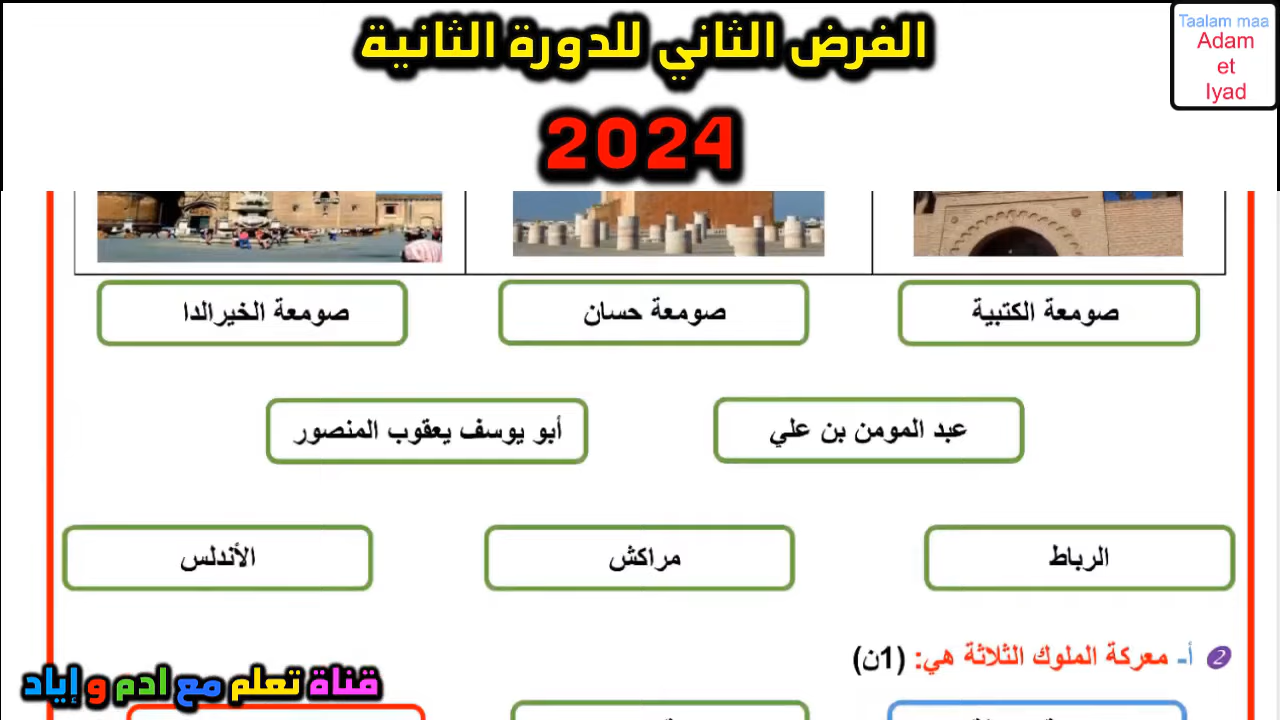 الفرض الثاني للدورة الثانية
2024
Taalam maa
Adam
et
Iyad
صومعة الكتبية
صومعة حسان
صومعة الخيرالدا
عبد المومن بن علي
أبو يوسف يعقوب المنصور
الرباط
مراكش
الأندلس
2 أ- معركة الملوك الثلاثة هي: (1ن)
قناة تعلم مع ادم و إياد